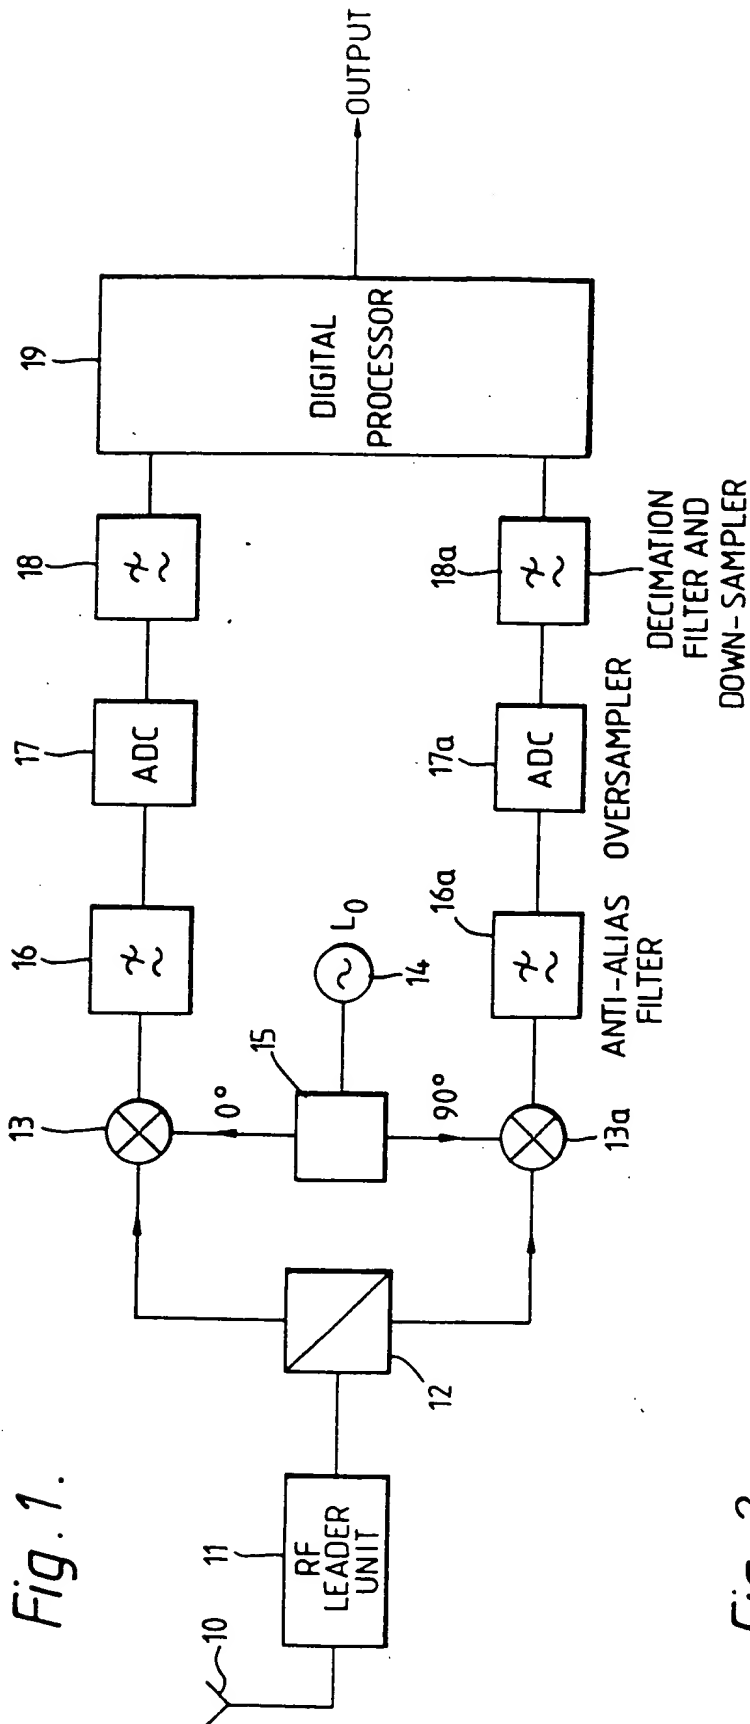 Fig. 1.
10
11
RF
LEADER
UNIT
12
13
0°
15
90°
13a
L0
14
16
16a
ANTI-ALIAS
FILTER
17
ADC
17a
ADC
OVERSAMPLER
18
18a
DECIMATION
FILTER AND
DOWN-SAMPLER
19
DIGITAL
PROCESSOR
OUTPUT